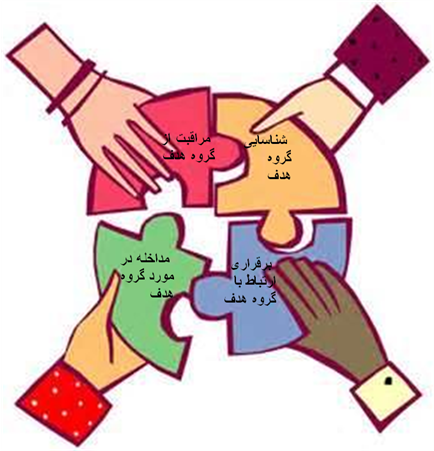 شناسایی
گروه
هدف
برقراری
ارتباط با
گروه هدف
مداخله در
مورد گروه
هدف
مراقبت از
گروه هدف